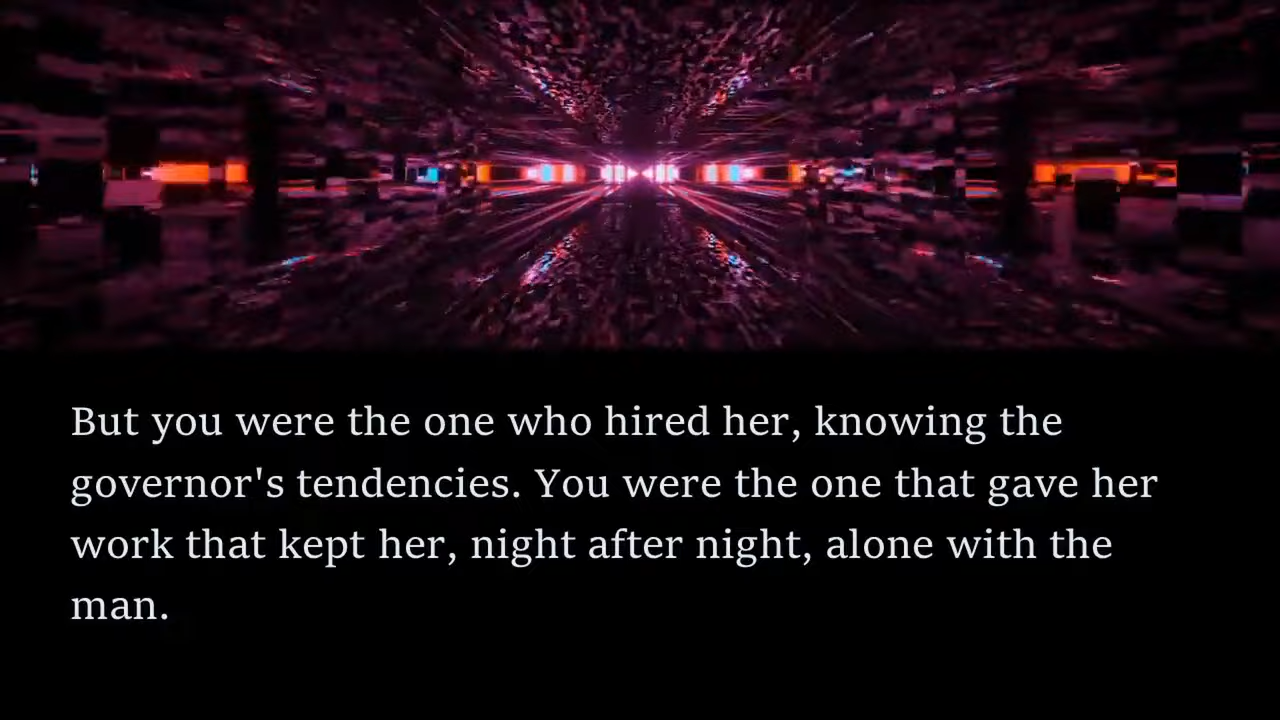 But you were the one who hired her, knowing the
governor's tendencies. You were the one that gave her
work that kept her, night after night, alone with the
man.